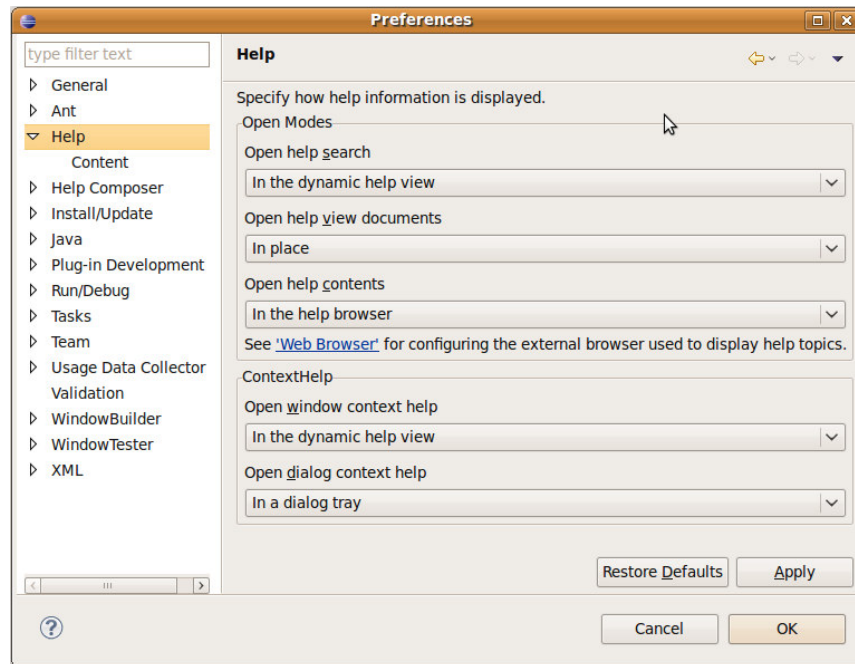 Preferences
type filter text
General
Ant
Help
Content
Help Composer
Install/Update
Java
Plug-in Development
Run/Debug
Tasks
Team
Usage Data Collector
Validation
WindowBuilder
WindowTester
XML
Help
Specify how help information is displayed.
Open Modes
Open help search
In the dynamic help view
Open help view documents
In place
Open help contents
In the help browser
See 'Web Browser' for configuring the external browser used to display help topics.
ContextHelp
Open window context help
In the dynamic help view
Open dialog context help
In a dialog tray
Restore Defaults
Apply
?
Cancel
OK